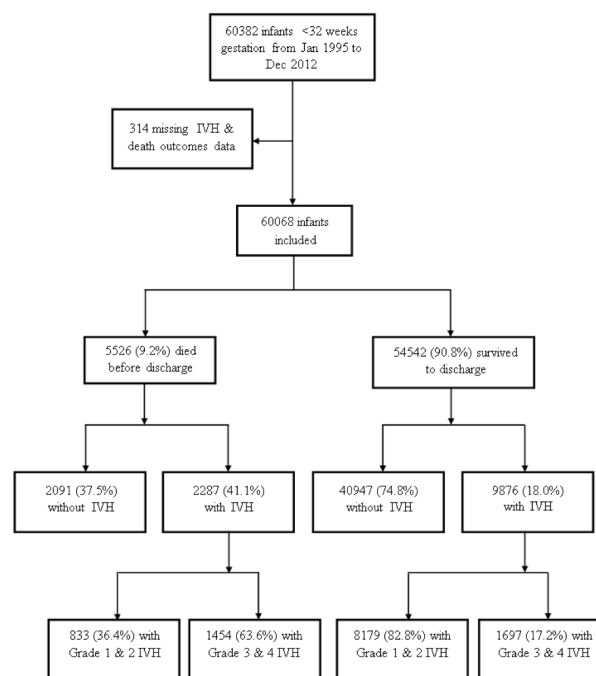 60382 infants <32 weeks
gestation from Jan 1995 to
Dec 2012
314 missing IVH &
death outcomes data
60068 infants
included
5526 (9.2%) died
before discharge
54542 (90.8%) survived
to discharge
2091 (37.5%)
without IVH
2287 (41.1%)
with IVH
40947 (74.8%)
without IVH
9876 (18.0%)
with IVH
833 (36.4%) with
Grade 1 & 2 IVH
1454 (63.6%) with
Grade 3 & 4 IVH
8179 (82.8%) with
Grade 1 & 2 IVH
1697 (17.2%) with
Grade 3 & 4 IVH